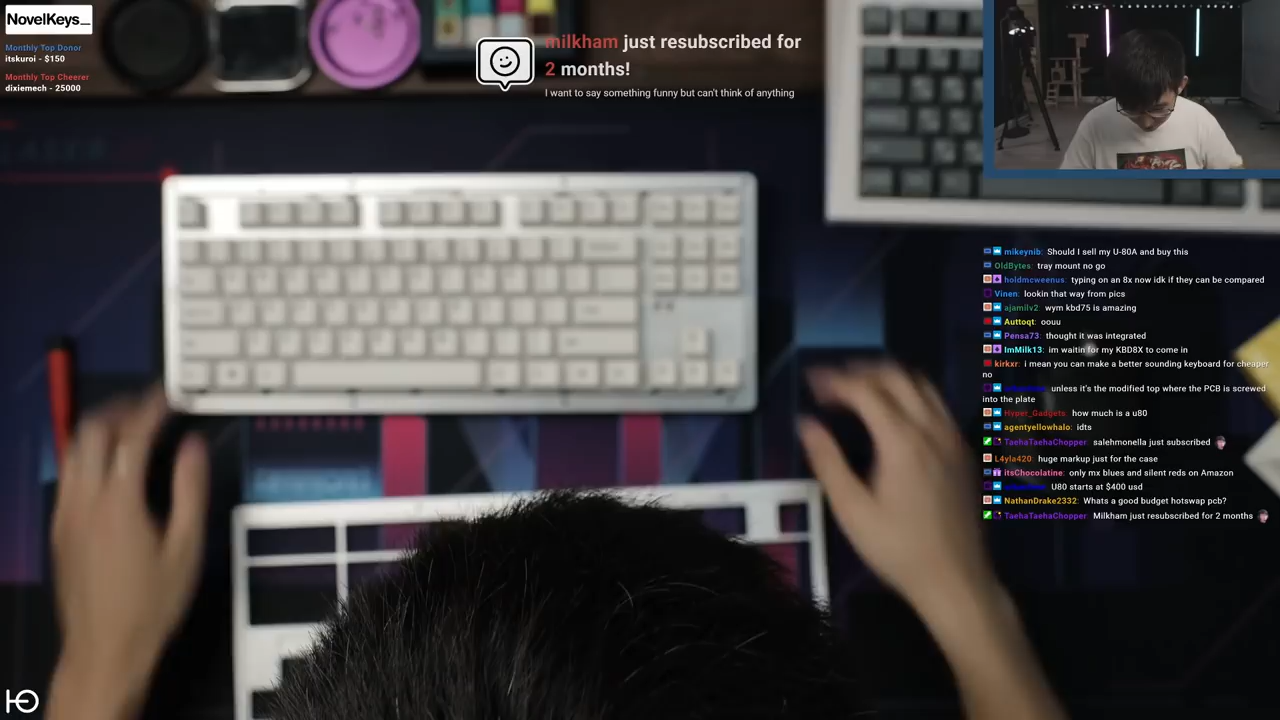 NovelKeys_
Monthly Top Donor
itskuroi - $150
Monthly Top Cheerer
dixiemech - 25000
milkham just resubscribed for
2 months!
I want to say something funny but can't think of anything
mikeynib: Should I sell my U-80A and buy this
OldBytes: tray mount no go
holdmcweenus: typing on an 8x now idk if they can be compared
Vinen: lookin that way from pics
ajamilv2: wym kbd75 is amazing
Auttoqt: oouu
Pensa73: thought it was integrated
ImMilk13: im waitin for my KBD8X to come in
kirkxr: i mean you can make a better sounding keyboard for cheaper
no
unless it's the modified top where the PCB is screwed
into the plate
Hyper_Gadgets: how much is a u80
agentyellowhalo: idts
TaehaTaehaChopper: salehmonella just subscribed
L4yla420: huge markup just for the case
itsChocolatine: only mx blues and silent reds on Amazon
U80 starts at $400 usd
NathanDrake2332: Whats a good budget hotswap pcb?
TaehaTaehaChopper: Milkham just resubscribed for 2 months